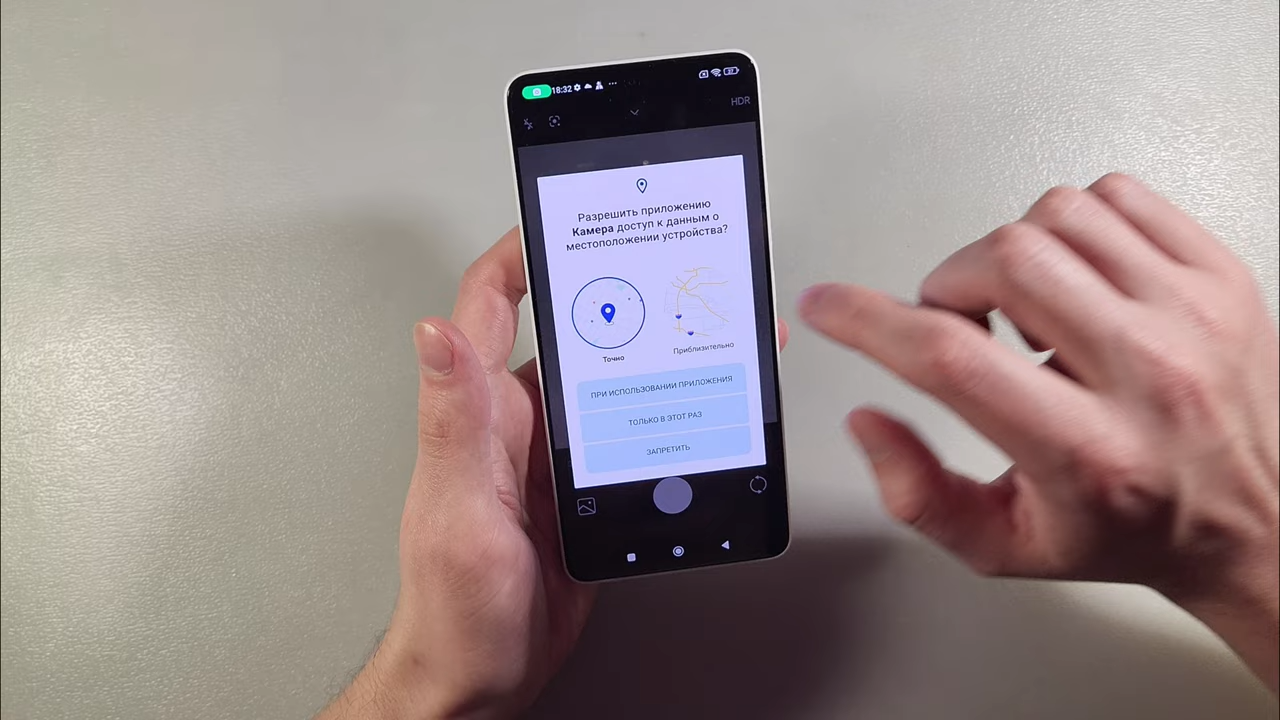 18:32
HDR
Разрешить приложению
Камера доступ к данным о
местоположении устройства?
Точно
Приблизительно
ПРИ ИСПОЛЬЗОВАНИИ ПРИЛОЖЕНИЯ
ТОЛЬКО В ЭТОТ РАЗ
ЗАПРЕТИТЬ